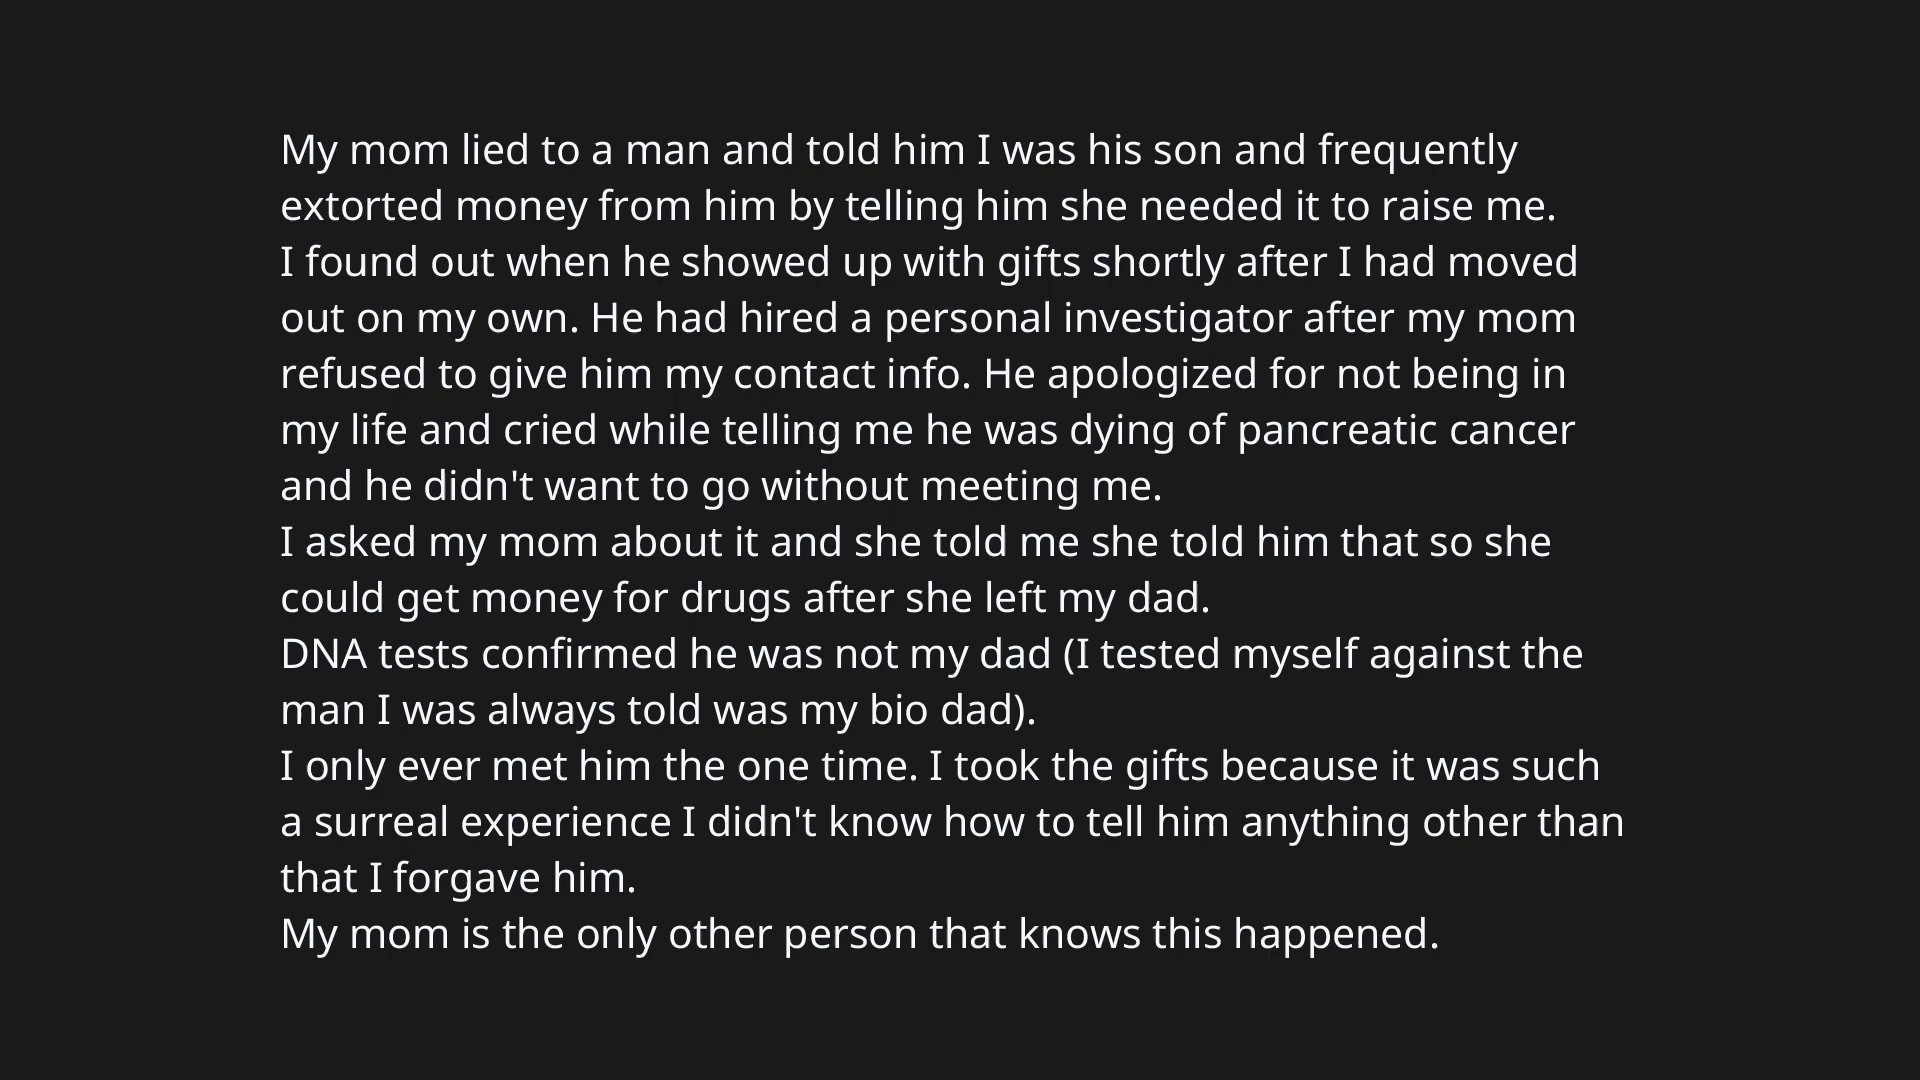 My mom lied to a man and told him I was his son and frequently
extorted money from him by telling him she needed it to raise me.
I found out when he showed up with gifts shortly after I had moved
out on my own. He had hired a personal investigator after my mom
refused to give him my contact info. He apologized for not being in
my life and cried while telling me he was dying of pancreatic cancer
and he didn't want to go without meeting me.
I asked my mom about it and she told me she told him that so she
could get money for drugs after she left my dad.
DNA tests confirmed he was not my dad (I tested myself against the
man I was always told was my bio dad).
I only ever met him the one time. I took the gifts because it was such
a surreal experience I didn't know how to tell him anything other than
that I forgave him.
My mom is the only other person that knows this happened.